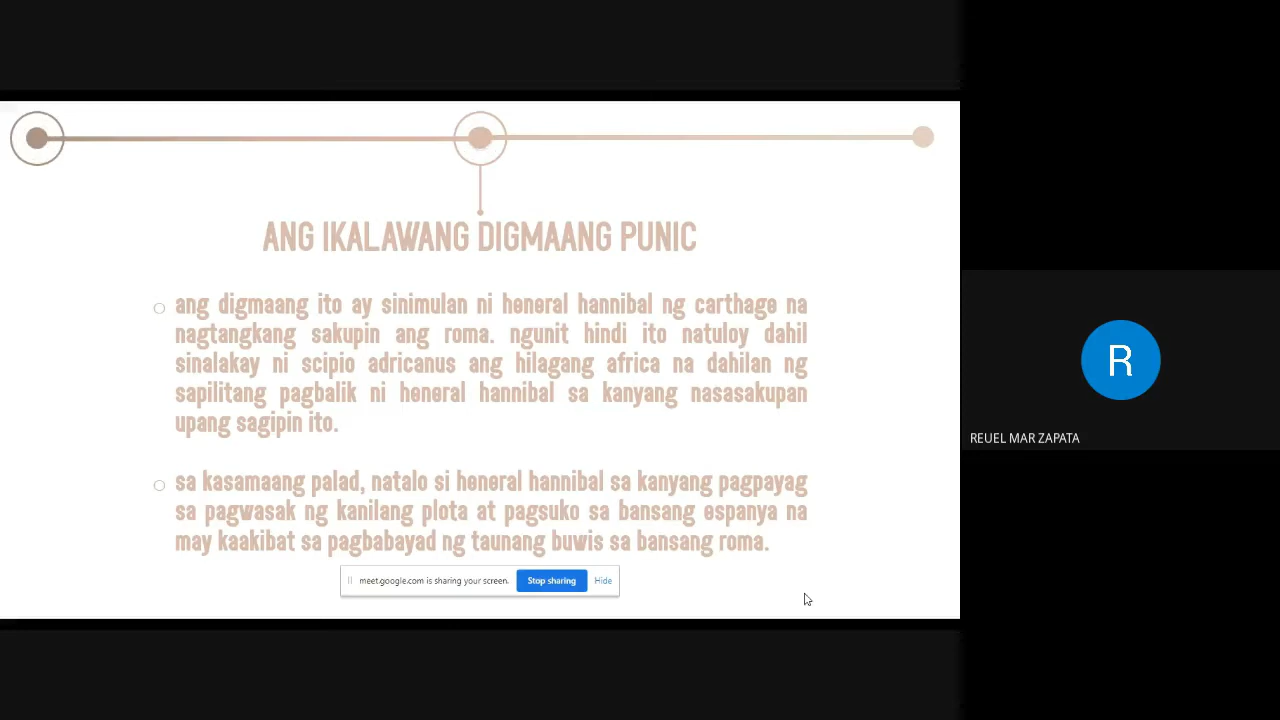 ANG IKALAWANG DIGMAANG PUNIC
ang digmaang ito ay sinimulan ni heneral hannibal ng carthage na
nagtangkang sakupin ang roma. ngunit hindi ito natuloy dahil
sinalakay ni scipio adricanus ang hilagang africa na dahilan ng
sapilitang pagbalik ni heneral hannibal sa kanyang nasasakupan
upang sagipin ito.
sa kasamaang palad, natalo si heneral hannibal sa kanyang pagpayag
sa pagwasak ng kanilang plota at pagsuko sa bansang espanya na
may kaakibat sa pagbabayad ng taunang buwis sa bansang roma.
meet.google.com is sharing your screen. Stop sharing Hide
R
REUEL MAR ZAPATA